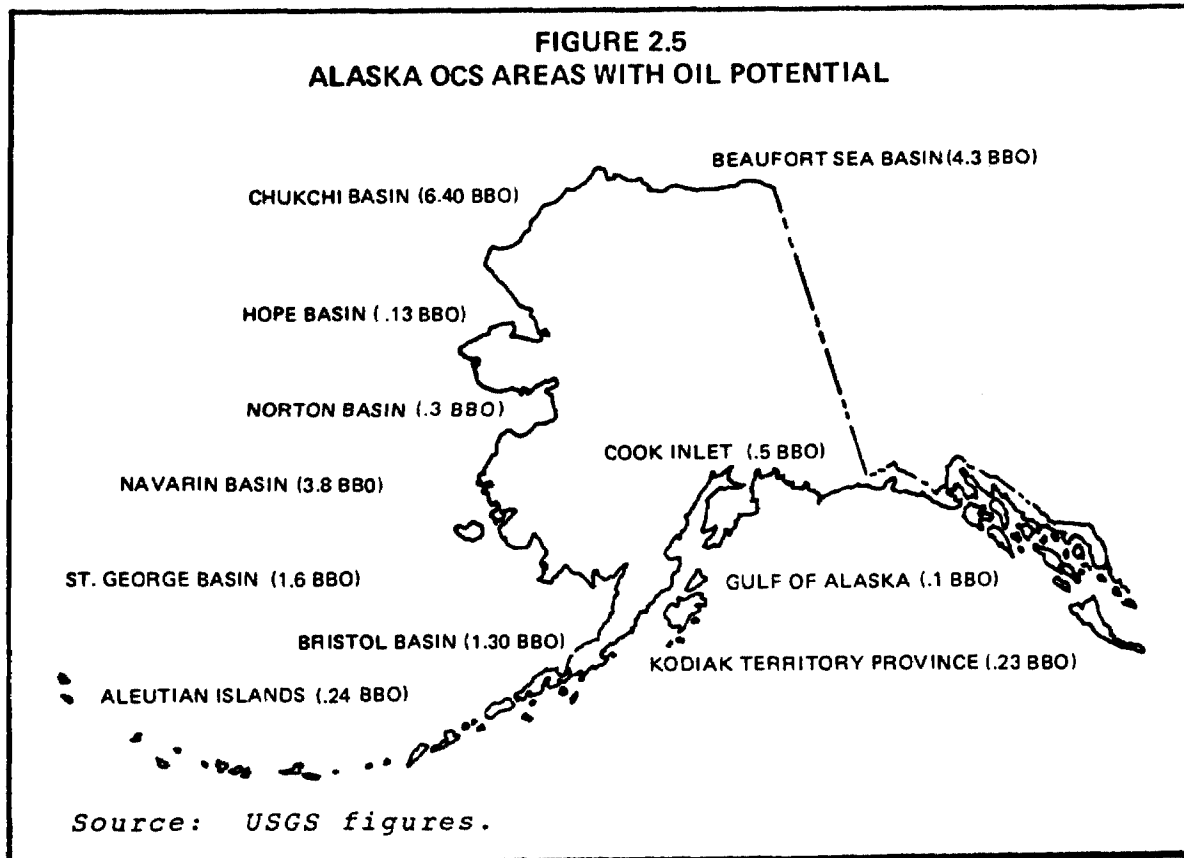 FIGURE 2.5
ALASKA OCS AREAS WITH OIL POTENTIAL
BEAUFORT SEA BASIN (4.3 BBO)
CHUKCHI BASIN (6.40 BBO)
HOPE BASIN ( .13 BBO)
NORTON BASIN (.3 BBO)
COOK INLET (.5 BBO)
NAVARIN BASIN (3.8 BBO)
ST. GEORGE BASIN (1.6 BBO)
GULF OF ALASKA (.1 BBO)
BRISTOL BASIN (1.30 BBO)
KODIAK TERRITORY PROVINCE (.23 BBO)
ALEUTIAN ISLANDS (.24 BBO)
Source: USGS figures.